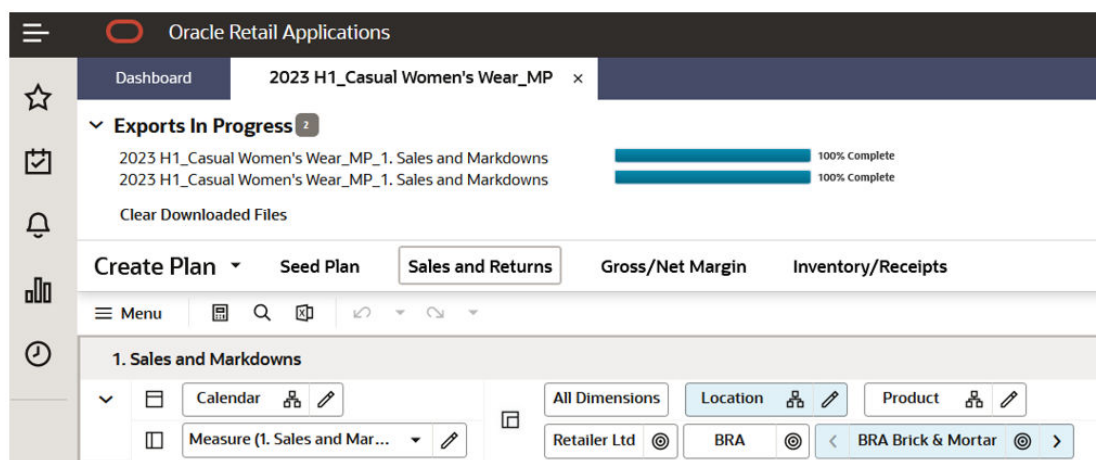 Oracle Retail Applications
Dashboard 2023 H1_Casual Women's Wear_MP ×
Exports In Progress 2
2023 H1_Casual Women's Wear_MP_1. Sales and Markdowns 100% Complete
2023 H1_Casual Women's Wear_MP_1. Sales and Markdowns 100% Complete
Clear Downloaded Files
Create Plan Seed Plan Sales and Returns Gross/Net Margin Inventory/Receipts
Menu
1. Sales and Markdowns
Calendar All Dimensions Location Product
Measure (1. Sales and Mar... Retailer Ltd BRA BRA Brick & Mortar